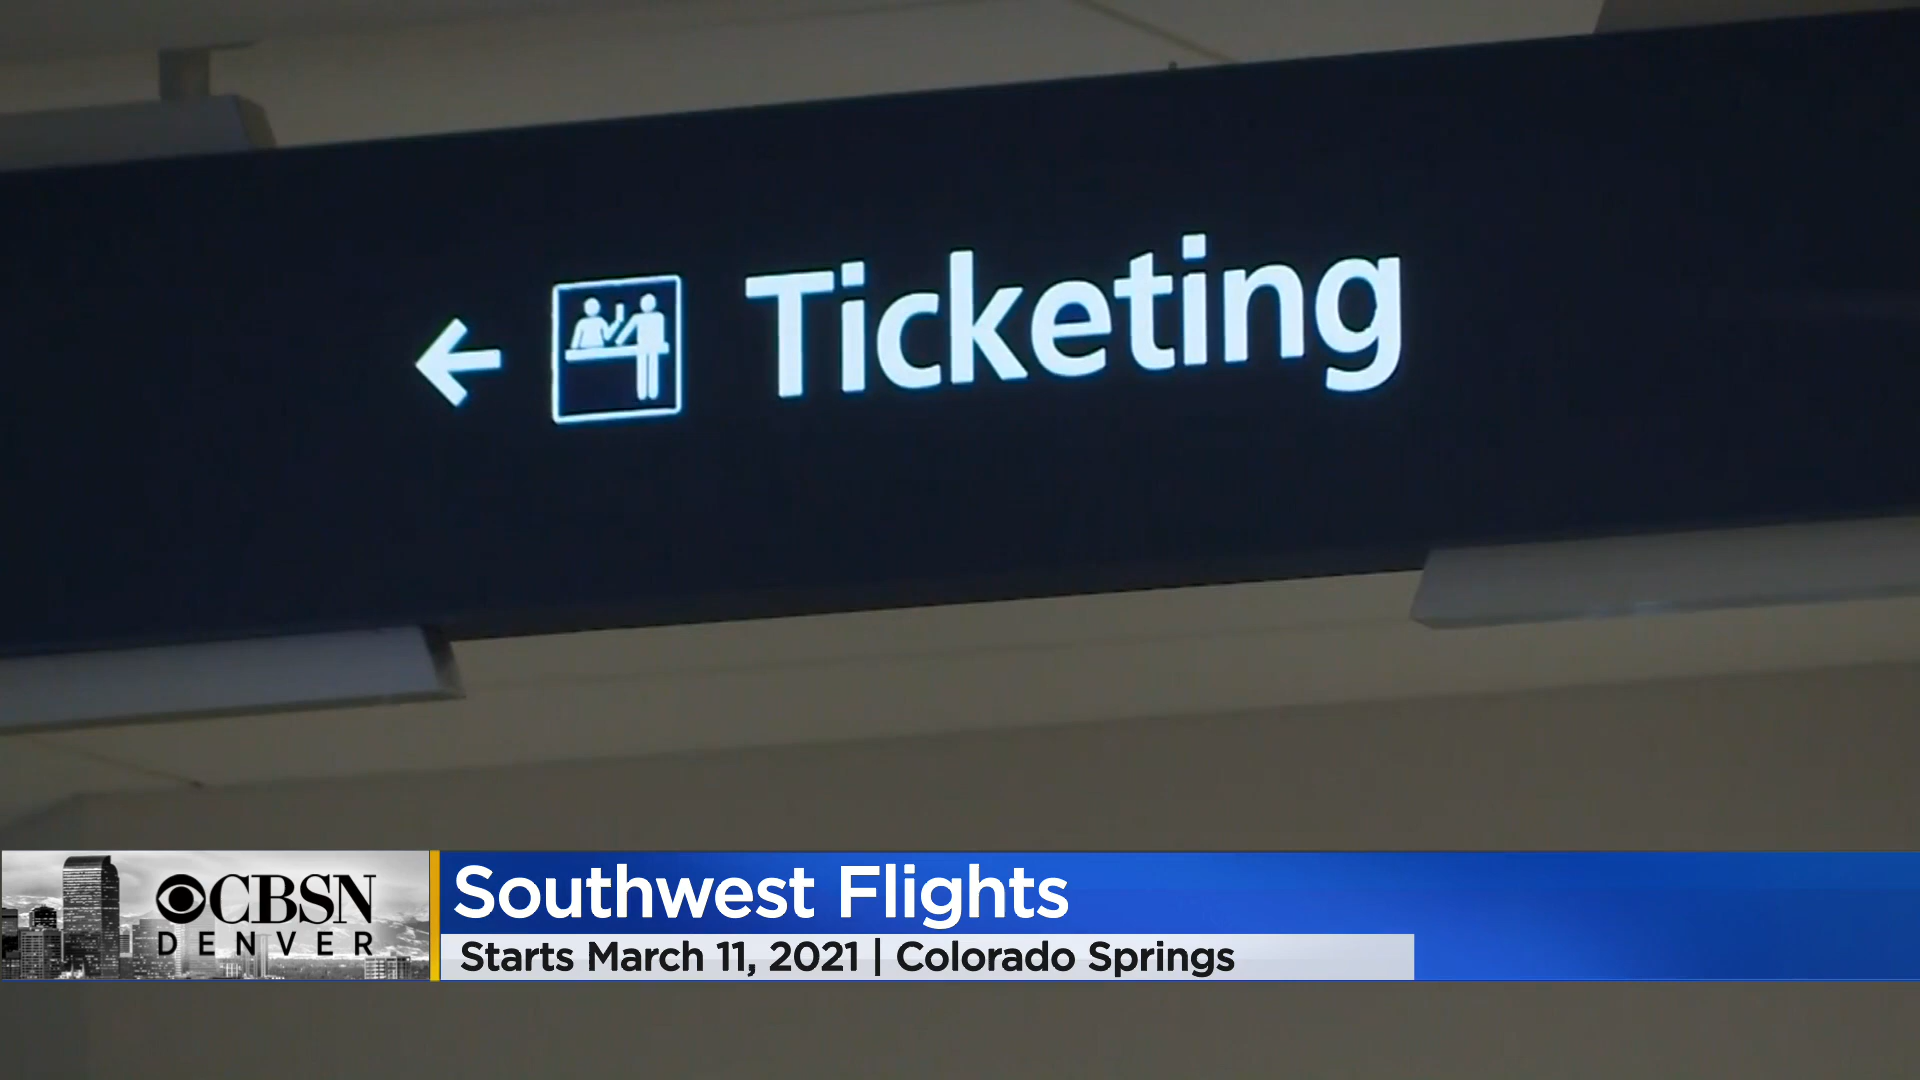 Ticketing
CBSN
DENVER
Southwest Flights
Starts March 11, 2021 | Colorado Springs